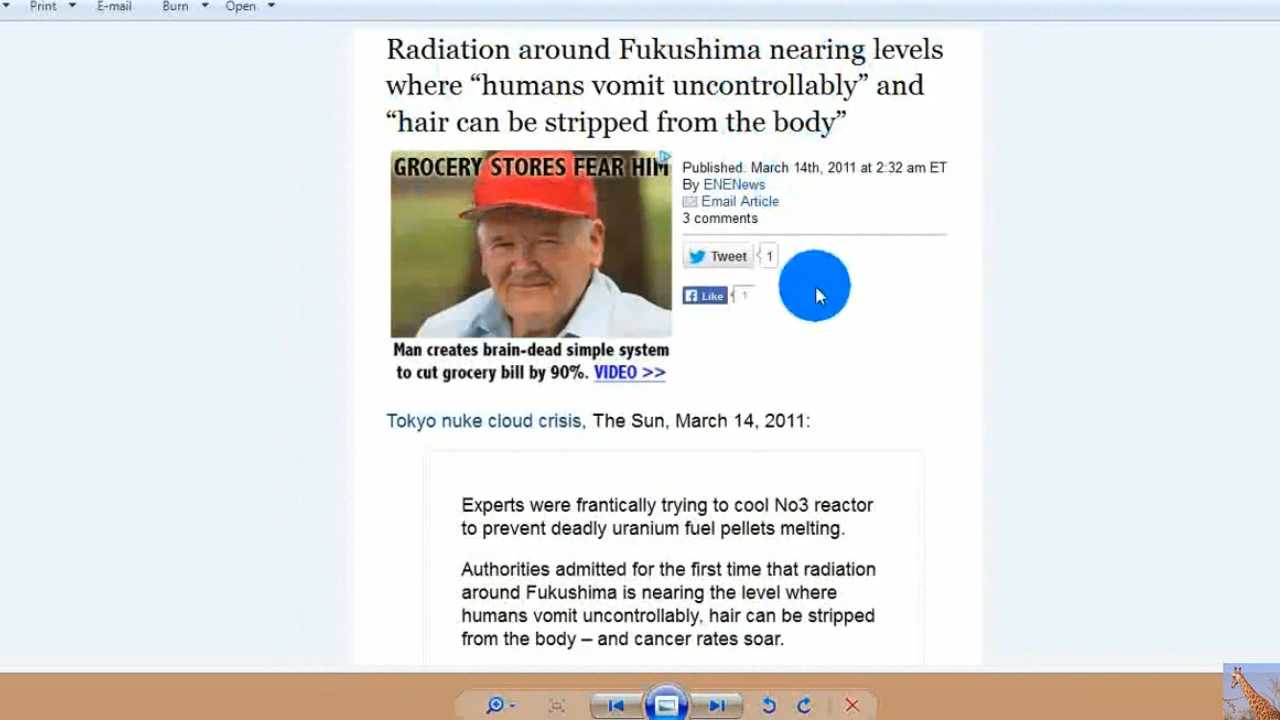 Print E-mail Burn Open
Radiation around Fukushima nearing levels
where “humans vomit uncontrollably” and
“hair can be stripped from the body”
GROCERY STORES FEAR HIM
Man creates brain-dead simple system
to cut grocery bill by 90%. VIDEO >>
Published: March 14th, 2011 at 2:32 am ET
By ENENews
Email Article
3 comments
Tweet 1
Like 1
Tokyo nuke cloud crisis, The Sun, March 14, 2011:
Experts were frantically trying to cool No3 reactor
to prevent deadly uranium fuel pellets melting.
Authorities admitted for the first time that radiation
around Fukushima is nearing the level where
humans vomit uncontrollably, hair can be stripped
from the body – and cancer rates soar.